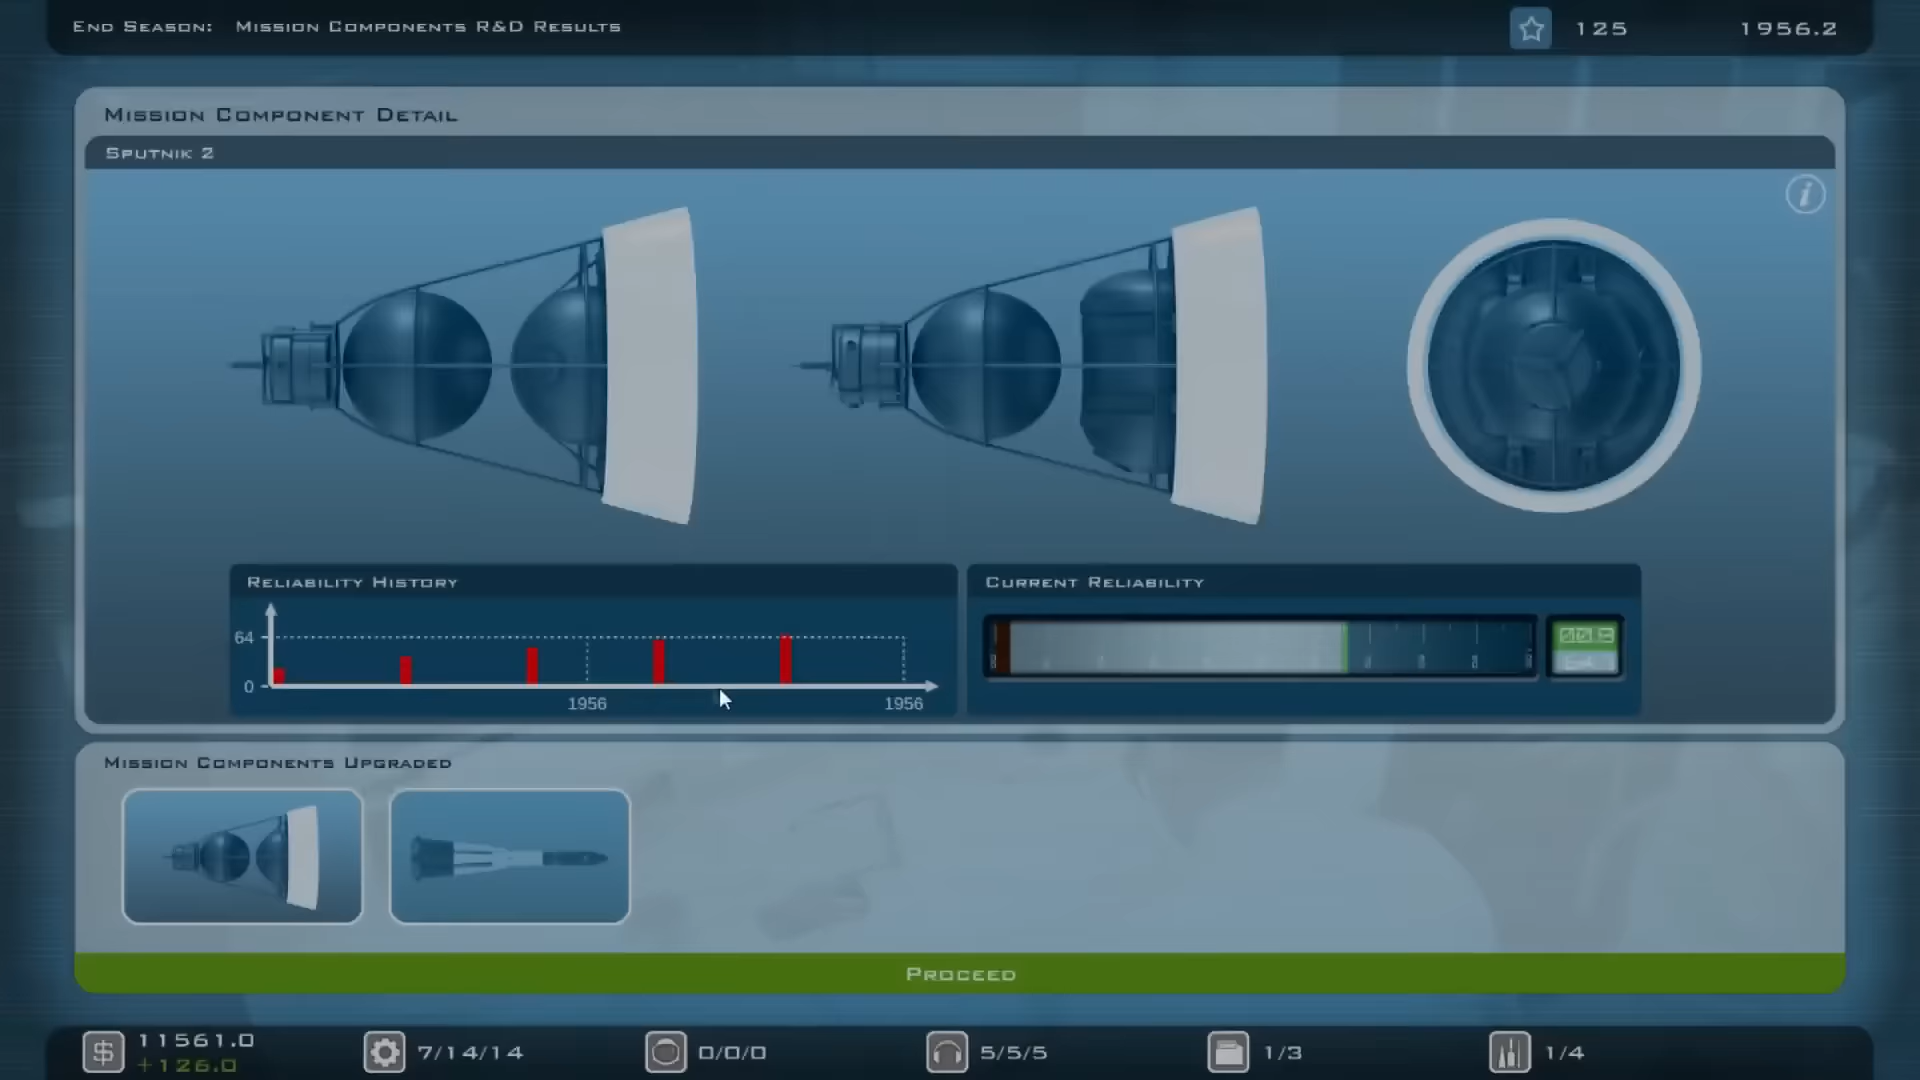 End Season: Mission Components R&D Results
125
1956.2
Mission Component Detail
Sputnik 2
i
Reliability History
64
0
1956
1956
Current Reliability
Mission Components Upgraded
Proceed
$ 11561.0
+126.0
7/14/14
0/0/0
5/5/5
1/3
1/4